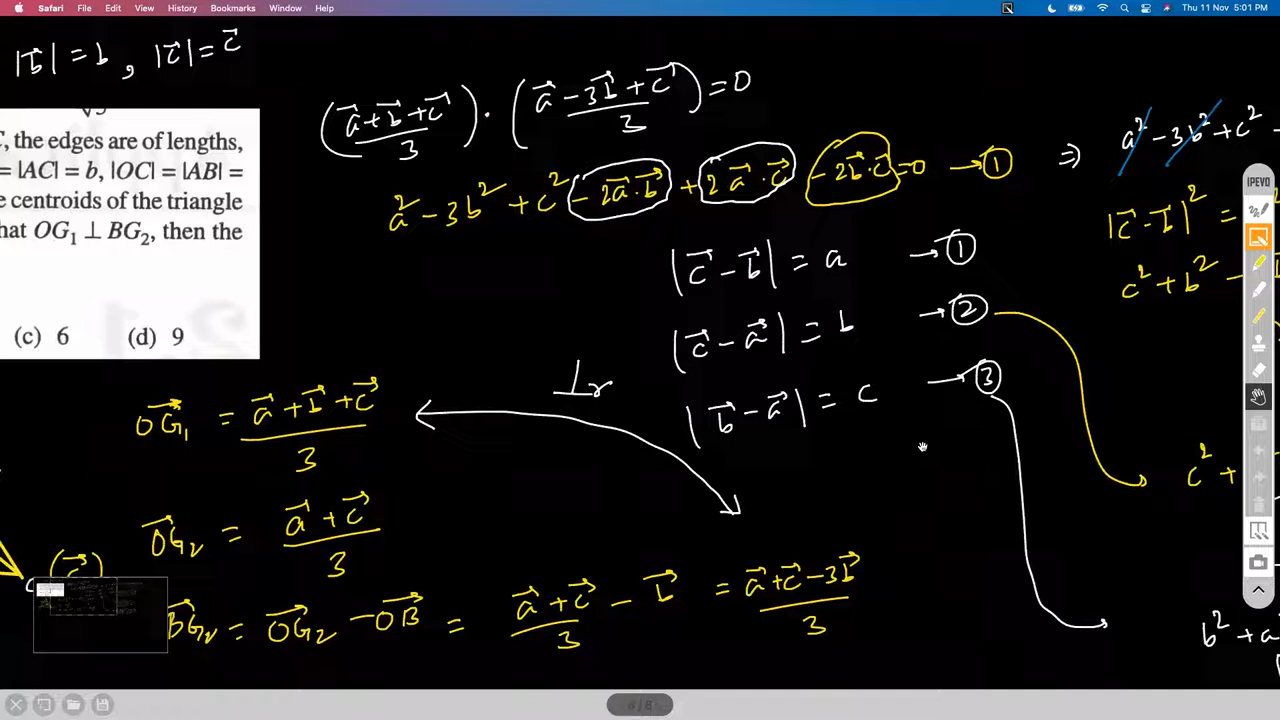 Safari File Edit View History Bookmarks Window Help
Thu 11 Nov 5:01 PM
|b⃗| = b, |c⃗| = c⃗
((a⃗+b⃗+c⃗)/3) · ((a⃗-3b⃗+c⃗)/3) = 0
a² - 3b² + c² - 2a⃗·b⃗ + 2a⃗·c⃗ - 2b⃗·c⃗ = 0 → ①
⇒ a² - 3b² + c²
C, the edges are of lengths,
= |AC| = b, |OC| = |AB| =
centroids of the triangle
hat OG₁ ⊥ BG₂, then the
(c) 6 (d) 9
|c⃗ - b⃗| = a → ①
|c⃗ - a⃗| = b → ②
|b⃗ - a⃗| = c → ③
|c⃗ - b⃗|² =
c² + b² -
c² +
b² + a
⊥r
OG₁ = (a⃗+b⃗+c⃗)/3
OG₂ = (a⃗+c⃗)/3
BG₂ = OG₂ - OB = (a⃗+c⃗)/3 - b⃗ = (a⃗+c⃗-3b⃗)/3
IPEVO